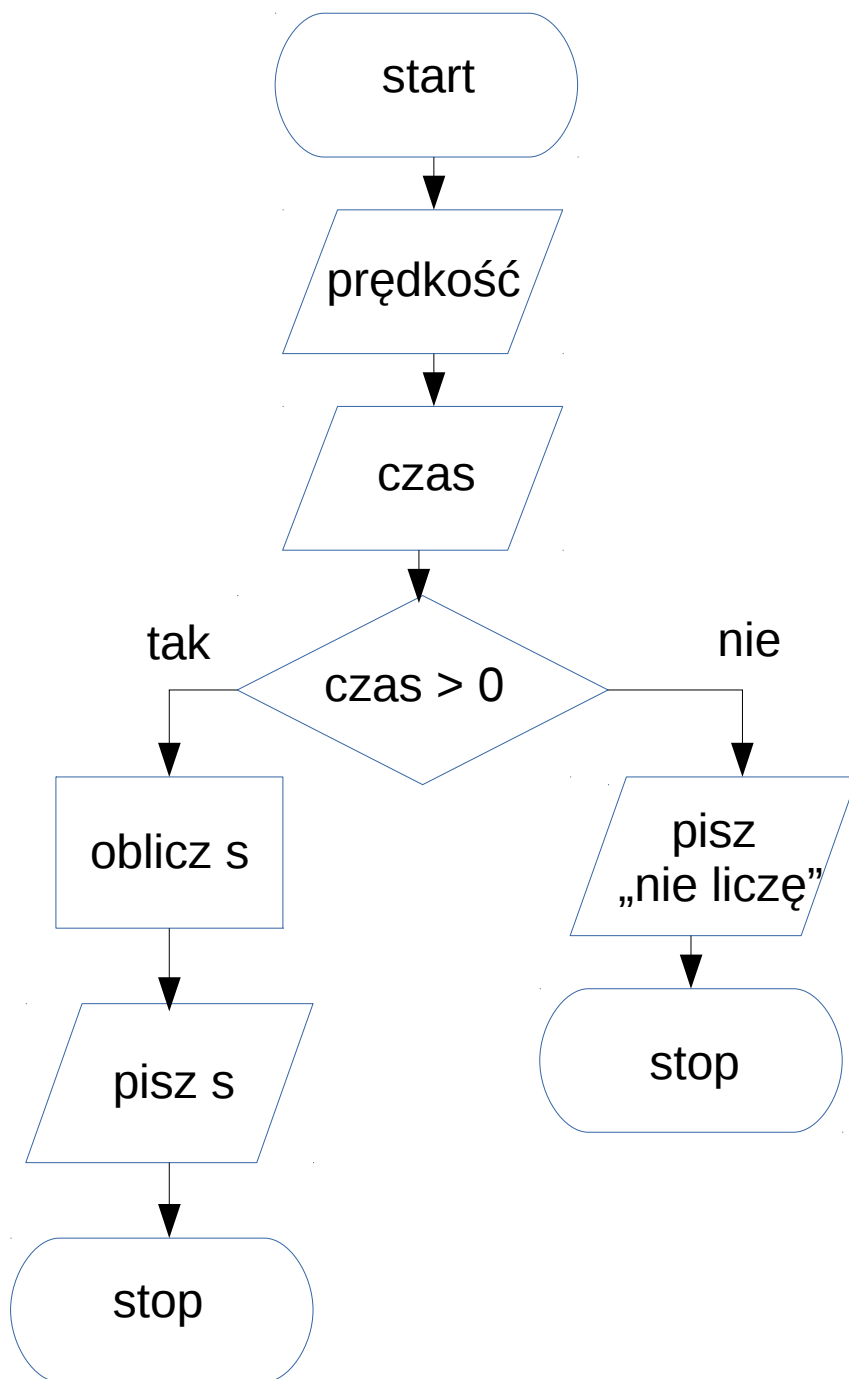 start
prędkość
czas
tak
nie
czas > 0
oblicz s
pisz
„nie liczę”
pisz s
stop
stop